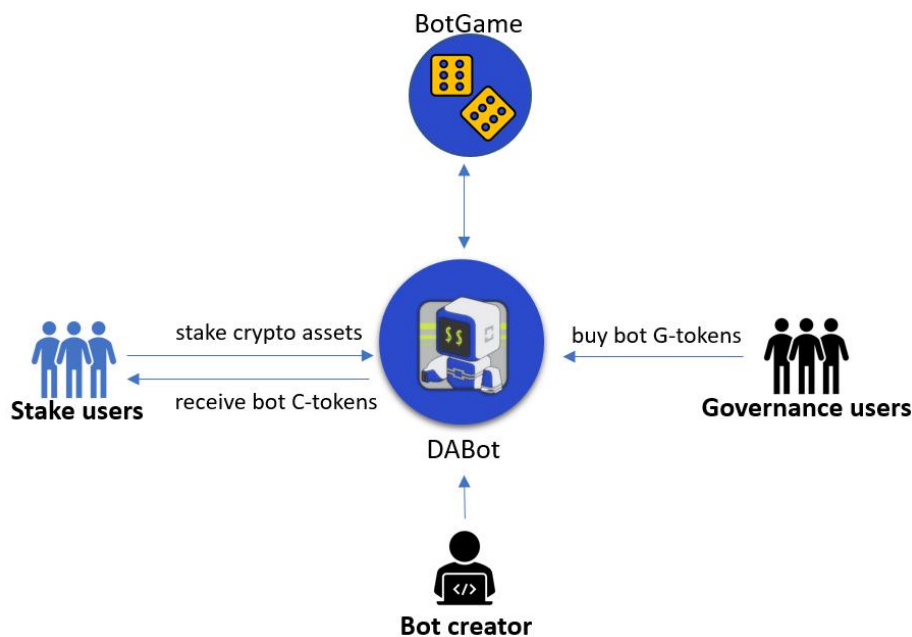 BotGame
stake crypto assets
buy bot G-tokens
Stake users
receive bot C-tokens
Governance users
$ $
DABot
</>
Bot creator